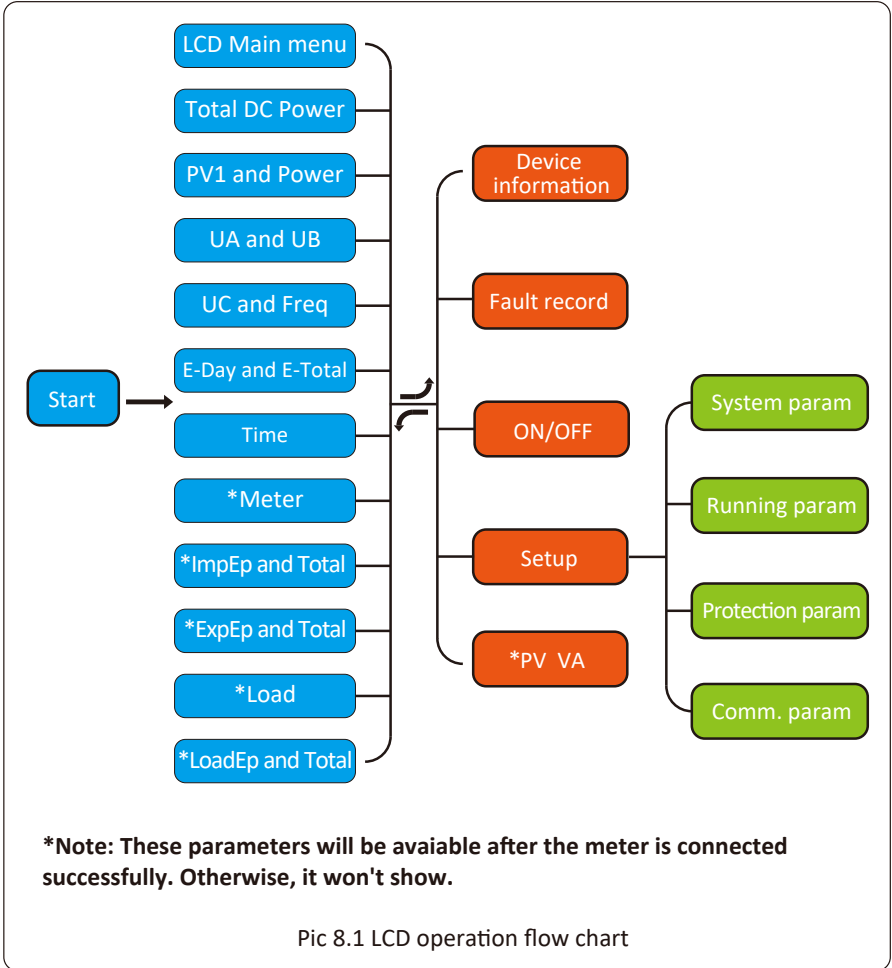 LCD Main menu
Total DC Power
PV1 and Power
UA and UB
UC and Freq
E-Day and E-Total
Time
*Meter
*ImpEp and Total
*ExpEp and Total
*Load
*LoadEp and Total
Start
Device
information
Fault record
ON/OFF
Setup
*PV VA
System param
Running param
Protection param
Comm. param
*Note: These parameters will be avaiable after the meter is connected
successfully. Otherwise, it won't show.
Pic 8.1 LCD operation flow chart